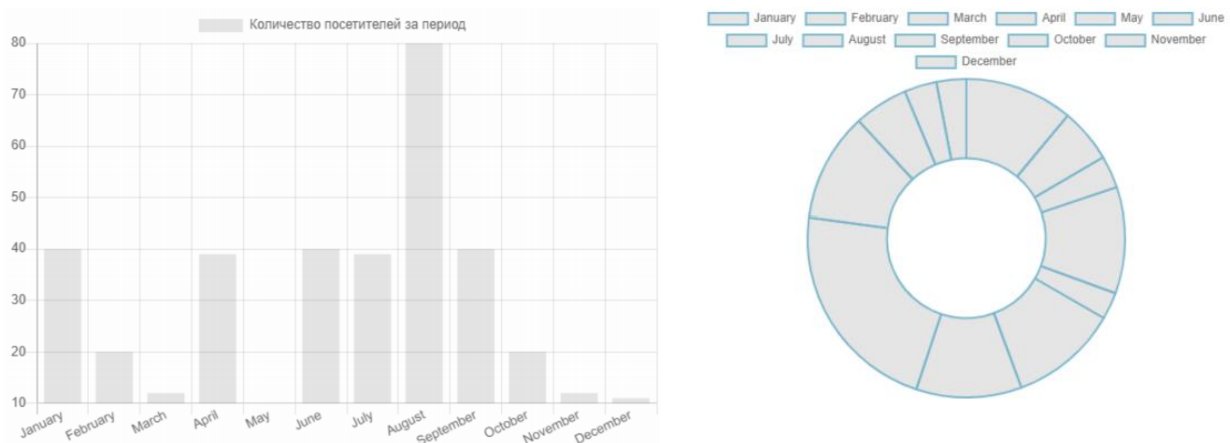 Количество посетителей за период
80
70
60
50
40
30
20
10
January February March April May June July August September October November December
January February March April May June
July August September October November
December